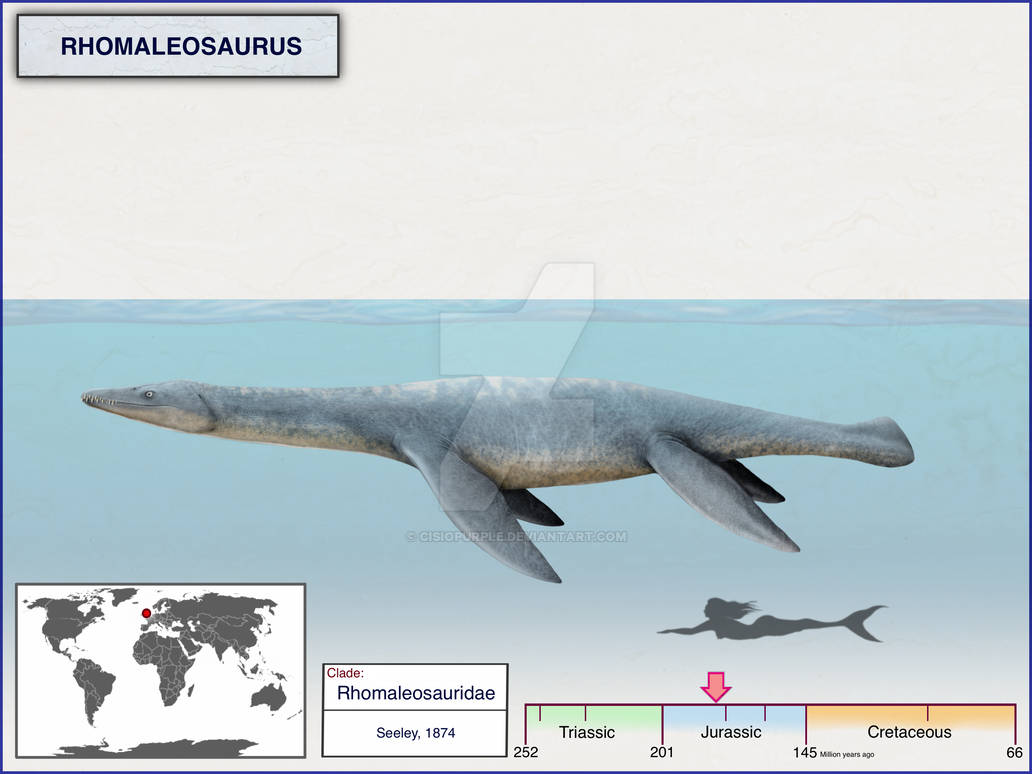 RHOMALEOSAURUS
© CISIOPURPLE.DEVIANTART.COM
Clade:
Rhomaleosauridae
Seeley, 1874
Triassic Jurassic Cretaceous
252 201 145 Million years ago 66